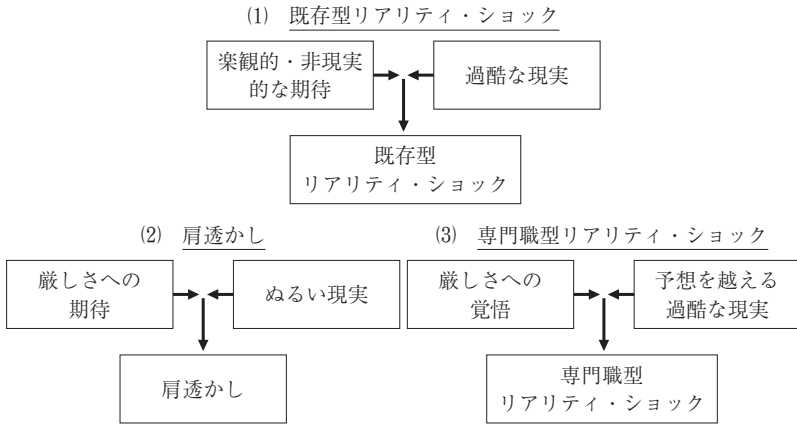 (1) 既存型リアリティ・ショック
楽観的・非現実
的な期待
過酷な現実
既存型
リアリティ・ショック
(2) 肩透かし
厳しさへの
期待
ぬるい現実
肩透かし
(3) 専門職型リアリティ・ショック
厳しさへの
覚悟
予想を越える
過酷な現実
専門職型
リアリティ・ショック